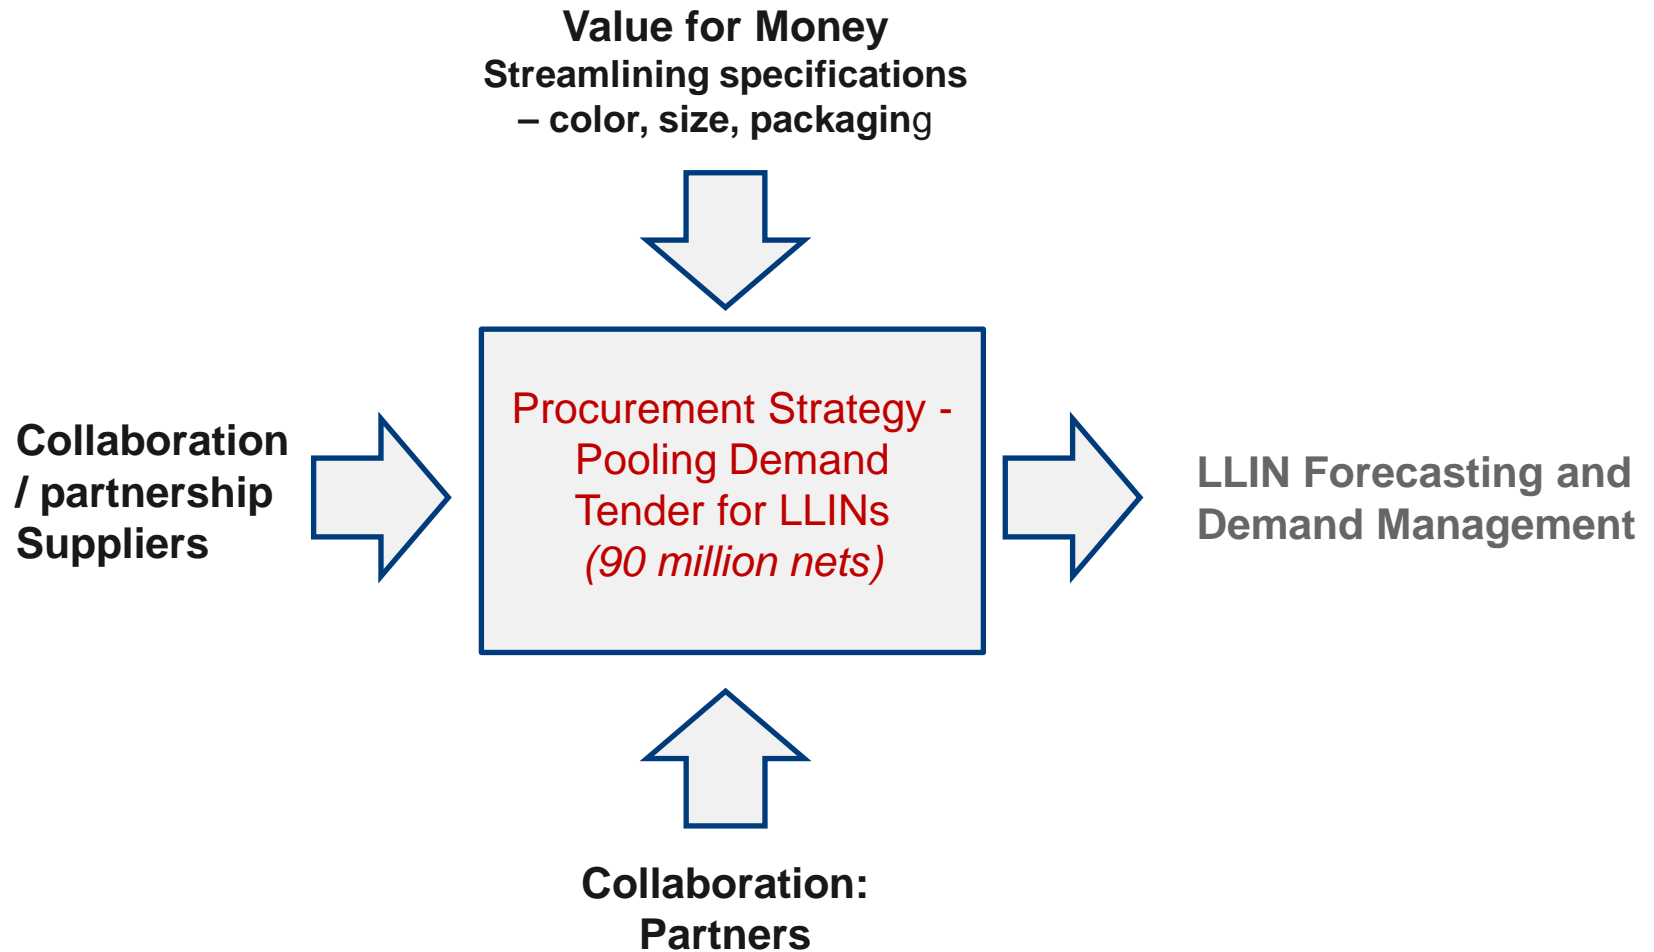 Value for Money
Streamlining specifications
– color, size, packaging
Collaboration
/ partnership
Suppliers
Procurement Strategy -
Pooling Demand
Tender for LLINs
(90 million nets)
LLIN Forecasting and
Demand Management
Collaboration:
Partners